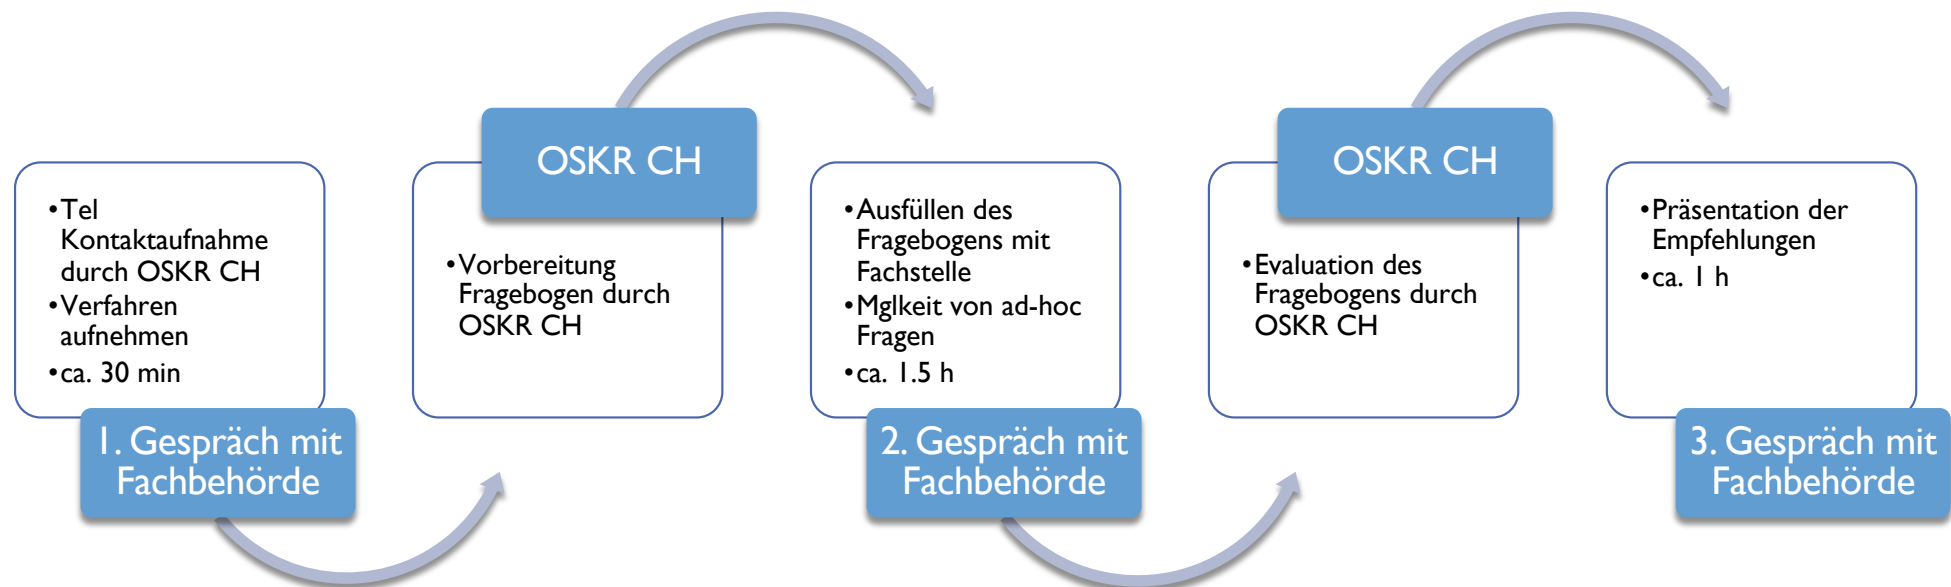 •Tel
Kontaktaufnahme
durch OSKR CH
•Verfahren
aufnehmen
•ca. 30 min
1. Gespräch mit
Fachbehörde
OSKR CH
•Vorbereitung
Fragebogen durch
OSKR CH
•Ausfüllen des
Fragebogens mit
Fachstelle
•Mglkeit von ad-hoc
Fragen
•ca. 1.5 h
2. Gespräch mit
Fachbehörde
OSKR CH
•Evaluation des
Fragebogens durch
OSKR CH
•Präsentation der
Empfehlungen
•ca. 1 h
3. Gespräch mit
Fachbehörde